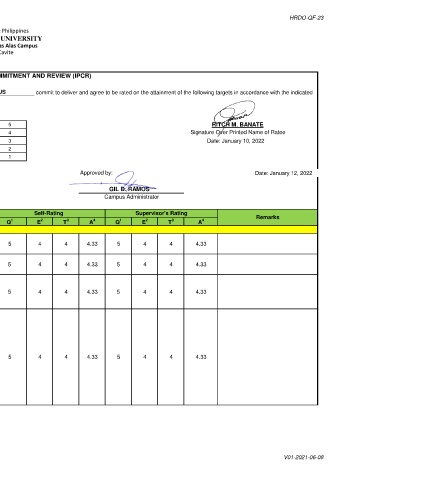 HRDO-QF-23
Philippines
UNIVERSITY
as Alas Campus
Cavite
MMITMENT AND REVIEW (IPCR)
US commit to deliver and agree to be rated on the attainment of the following targets in accordance with the indicated
FITCH M. BANATE
Signature Over Printed Name of Ratee
Date: January 10, 2022
5
4
3
2
1
Approved by: Date: January 12, 2022
GIL B. RAMOS
Campus Administrator
Self-Rating Supervisor's Rating Remarks
Q¹ E² T³ A⁴ Q¹ E² T³ A⁴
5 4 4 4.33 5 4 4 4.33
5 4 4 4.33 5 4 4 4.33
5 4 4 4.33 5 4 4 4.33
5 4 4 4.33 5 4 4 4.33
V01-2021-06-08